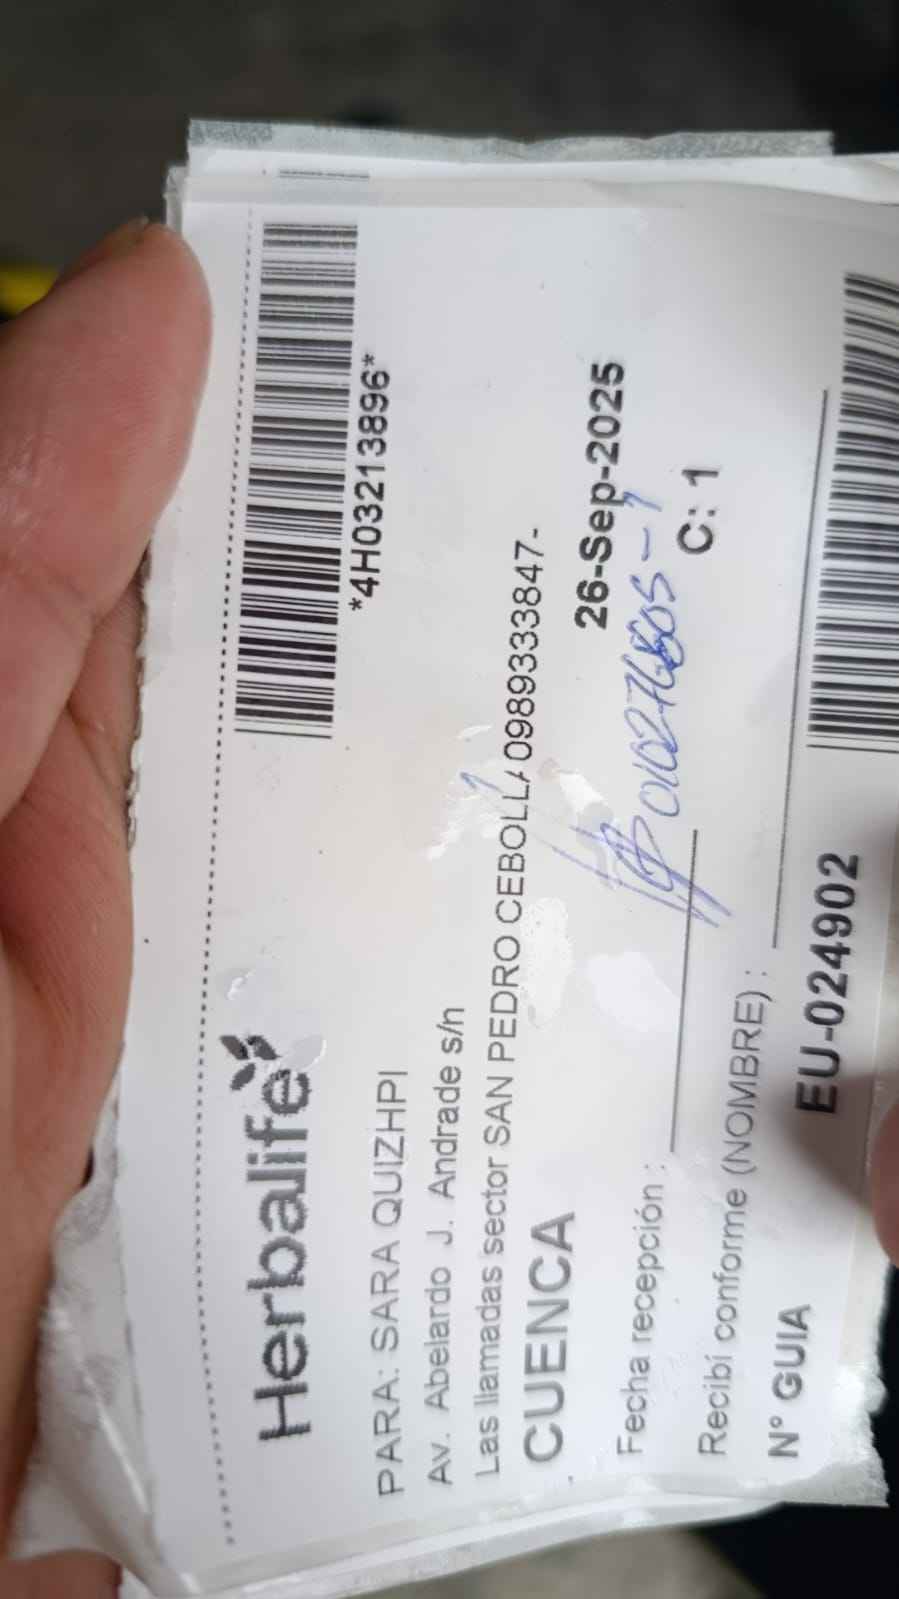 Herbalife
*4H03213896*
PARA: SARA QUIZHPI
Av. Abelardo J. Andrade s/n
Las llamadas sector SAN PEDRO CEBOLLA 0989333847-
CUENCA
26-Sep-2025
Fecha recepción :
C: 1
Recibí conforme (NOMBRE) :
N° GUIA
EU-024902